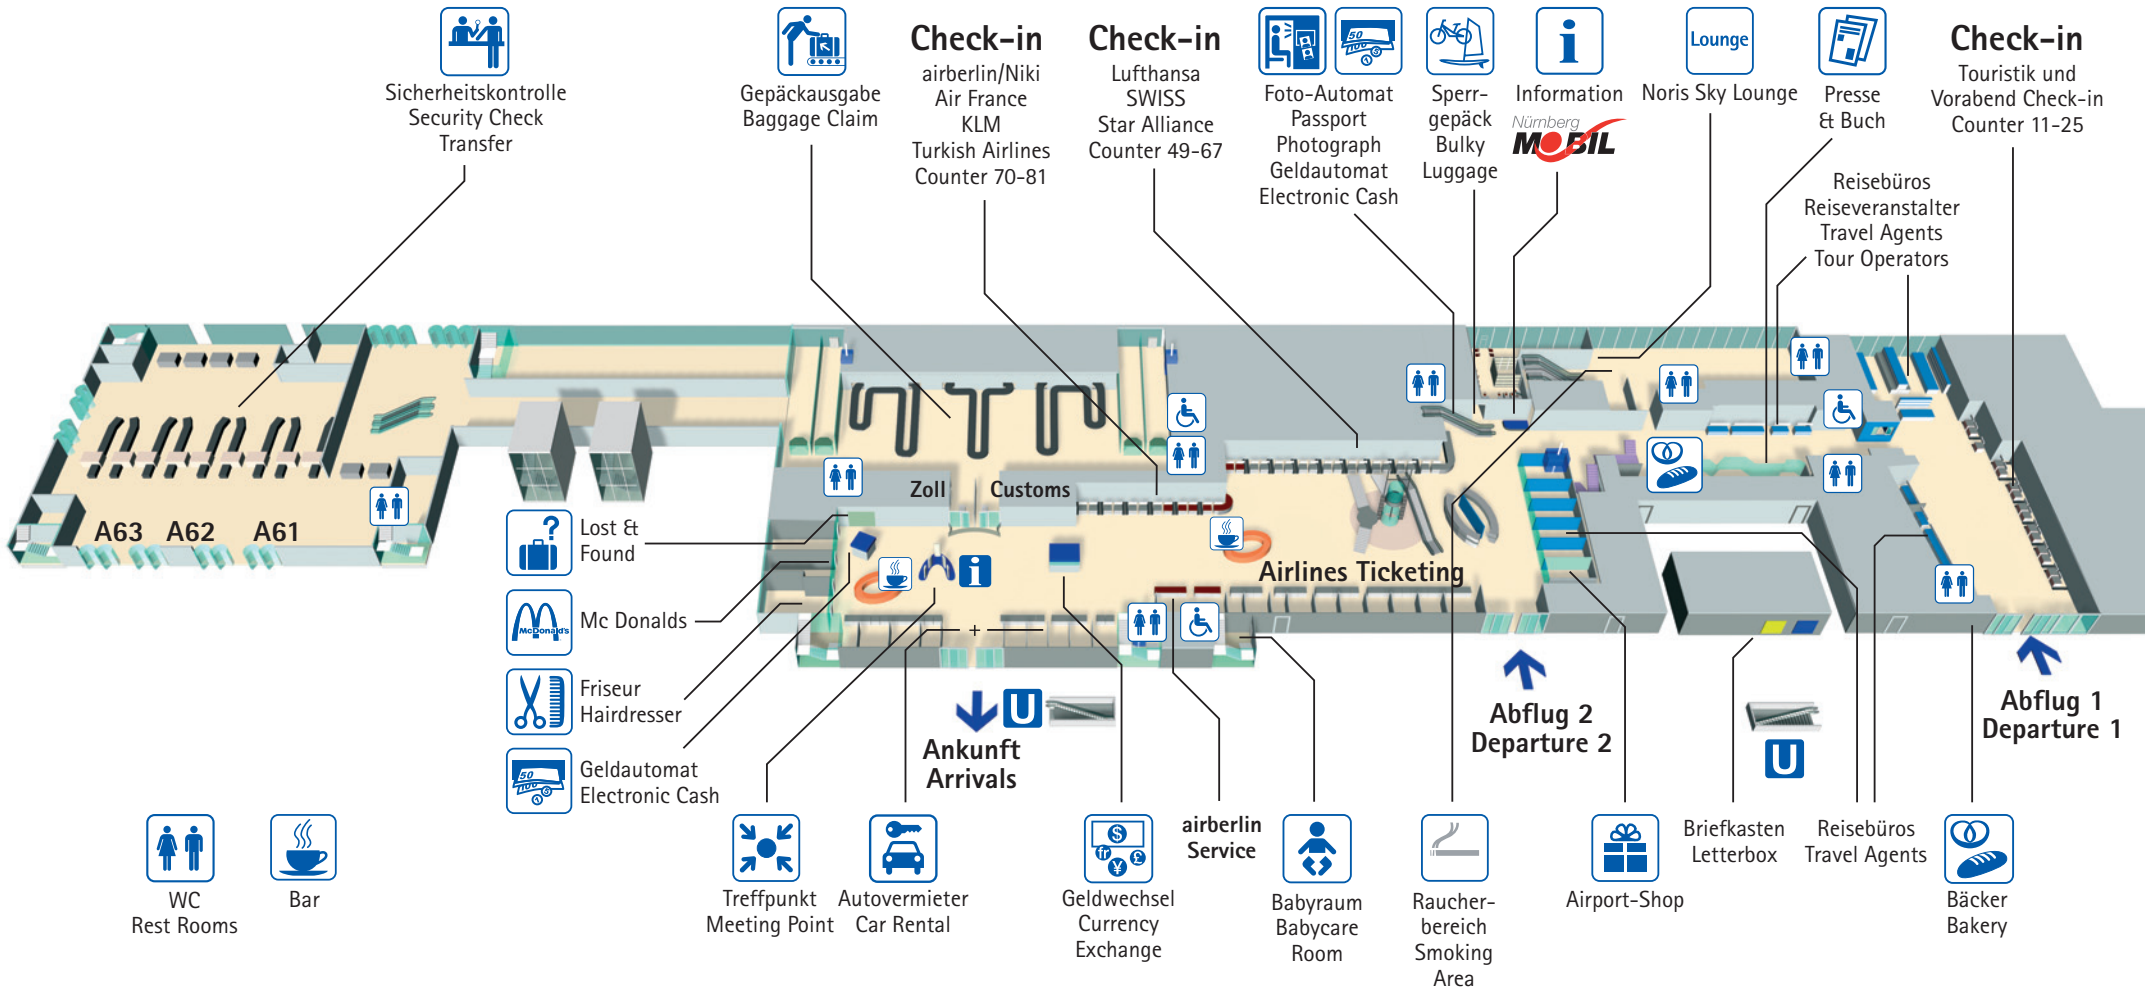 Sicherheitskontrolle
Security Check
Transfer
Gepäckausgabe
Baggage Claim
Check-in
airberlin/Niki
Air France
KLM
Turkish Airlines
Counter 70-81
Check-in
Lufthansa
SWISS
Star Alliance
Counter 49-67
Foto-Automat
Passport
Photograph
Geldautomat
Electronic Cash
Sperr-
gepäck
Bulky
Luggage
i
Information
Nürnberg
MOBIL
Lounge
Noris Sky Lounge
Presse
& Buch
Check-in
Touristik und
Vorabend Check-in
Counter 11-25
Reisebüros
Reiseveranstalter
Travel Agents
Tour Operators
Zoll
Customs
A63
A62
A61
Airlines Ticketing
i
?
Lost &
Found
McDonald's
Mc Donalds
Friseur
Hairdresser
50
Geldautomat
Electronic Cash
+
U
Ankunft
Arrivals
Abflug 2
Departure 2
U
Abflug 1
Departure 1
WC
Rest Rooms
Bar
Treffpunkt
Meeting Point
Autovermieter
Car Rental
$
fr £
¥
Geldwechsel
Currency
Exchange
airberlin
Service
Babyraum
Babycare
Room
Raucher-
bereich
Smoking
Area
Airport-Shop
Briefkasten
Letterbox
Reisebüros
Travel Agents
Bäcker
Bakery